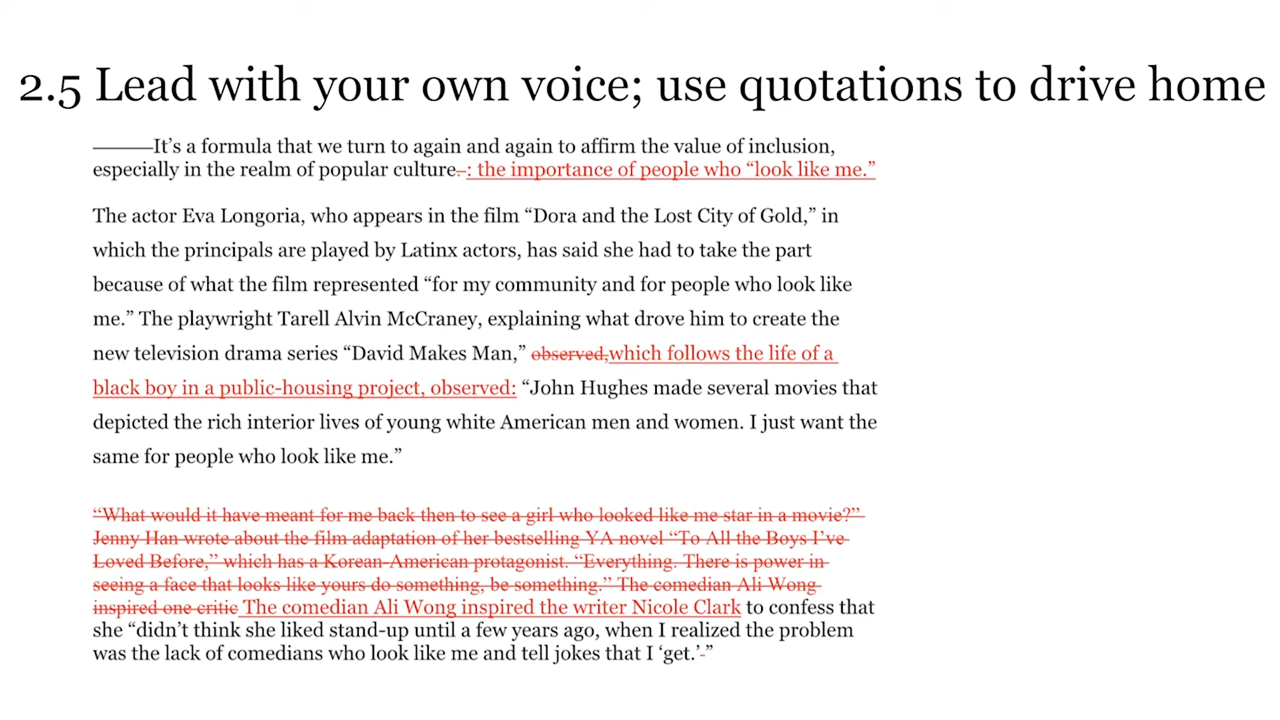 2.5 Lead with your own voice; use quotations to drive home
———It’s a formula that we turn to again and again to affirm the value of inclusion,
especially in the realm of popular culture.–: the importance of people who “look like me.”
The actor Eva Longoria, who appears in the film “Dora and the Lost City of Gold,” in
which the principals are played by Latinx actors, has said she had to take the part
because of what the film represented “for my community and for people who look like
me.” The playwright Tarell Alvin McCraney, explaining what drove him to create the
new television drama series “David Makes Man,” observed,which follows the life of a
black boy in a public-housing project, observed: “John Hughes made several movies that
depicted the rich interior lives of young white American men and women. I just want the
same for people who look like me.”
“What would it have meant for me back then to see a girl who looked like me star in a movie?”
Jenny Han wrote about the film adaptation of her bestselling YA novel “To All the Boys I’ve
Loved Before,” which has a Korean-American protagonist. “Everything. There is power in
seeing a face that looks like yours do something, be something.” The comedian Ali Wong
inspired one critic The comedian Ali Wong inspired the writer Nicole Clark to confess that
she “didn’t think she liked stand-up until a few years ago, when I realized the problem
was the lack of comedians who look like me and tell jokes that I ‘get.’-”